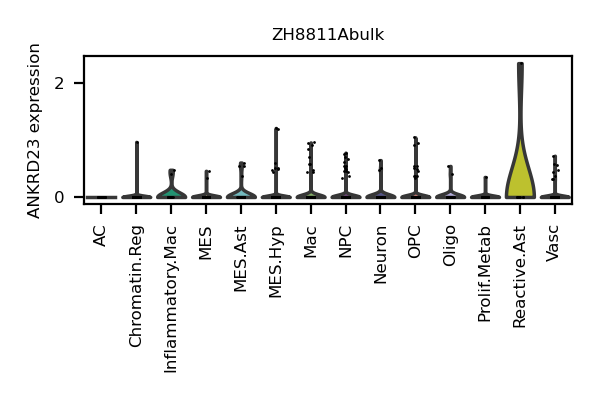 ZH8811Abulk
ANKRD23 expression
2
0
AC
Chromatin.Reg
Inflammatory.Mac
MES
MES.Ast
MES.Hyp
Mac
NPC
Neuron
OPC
Oligo
Prolif.Metab
Reactive.Ast
Vasc